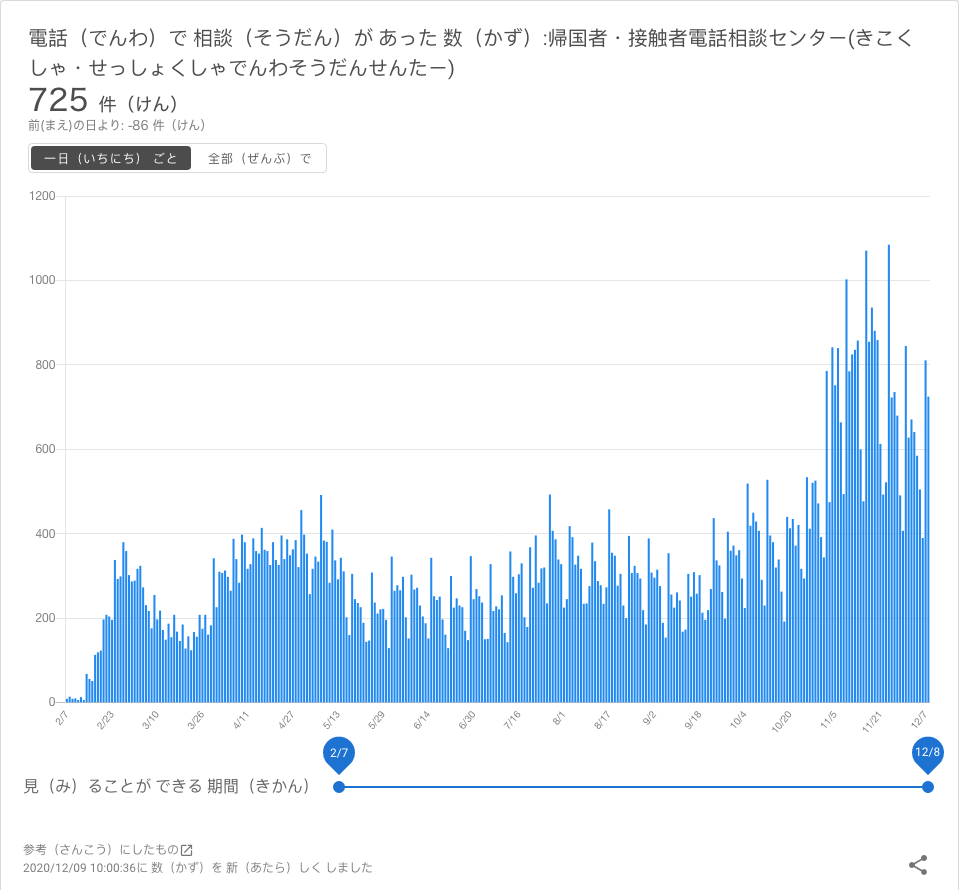 電話（でんわ）で 相談（そうだん）が あった 数（かず）:帰国者・接触者電話相談センター(きこく
しゃ・せっしょくしゃでんわそうだんせんたー)
725 件（けん）
前(まえ)の日より: -86 件（けん）
一日（いちにち） ごと 全部（ぜんぶ）で
1200
1000
800
600
400
200
0
2/7 2/23 3/10 3/26 4/11 4/27 5/13 5/29 6/14 6/30 7/16 8/1 8/17 9/2 9/18 10/4 10/20 11/5 11/21 12/7
2/7 12/8
見（み）ることが できる 期間（きかん）
参考（さんこう）にしたもの
2020/12/09 10:00:36に 数（かず）を 新（あたら）しく しました